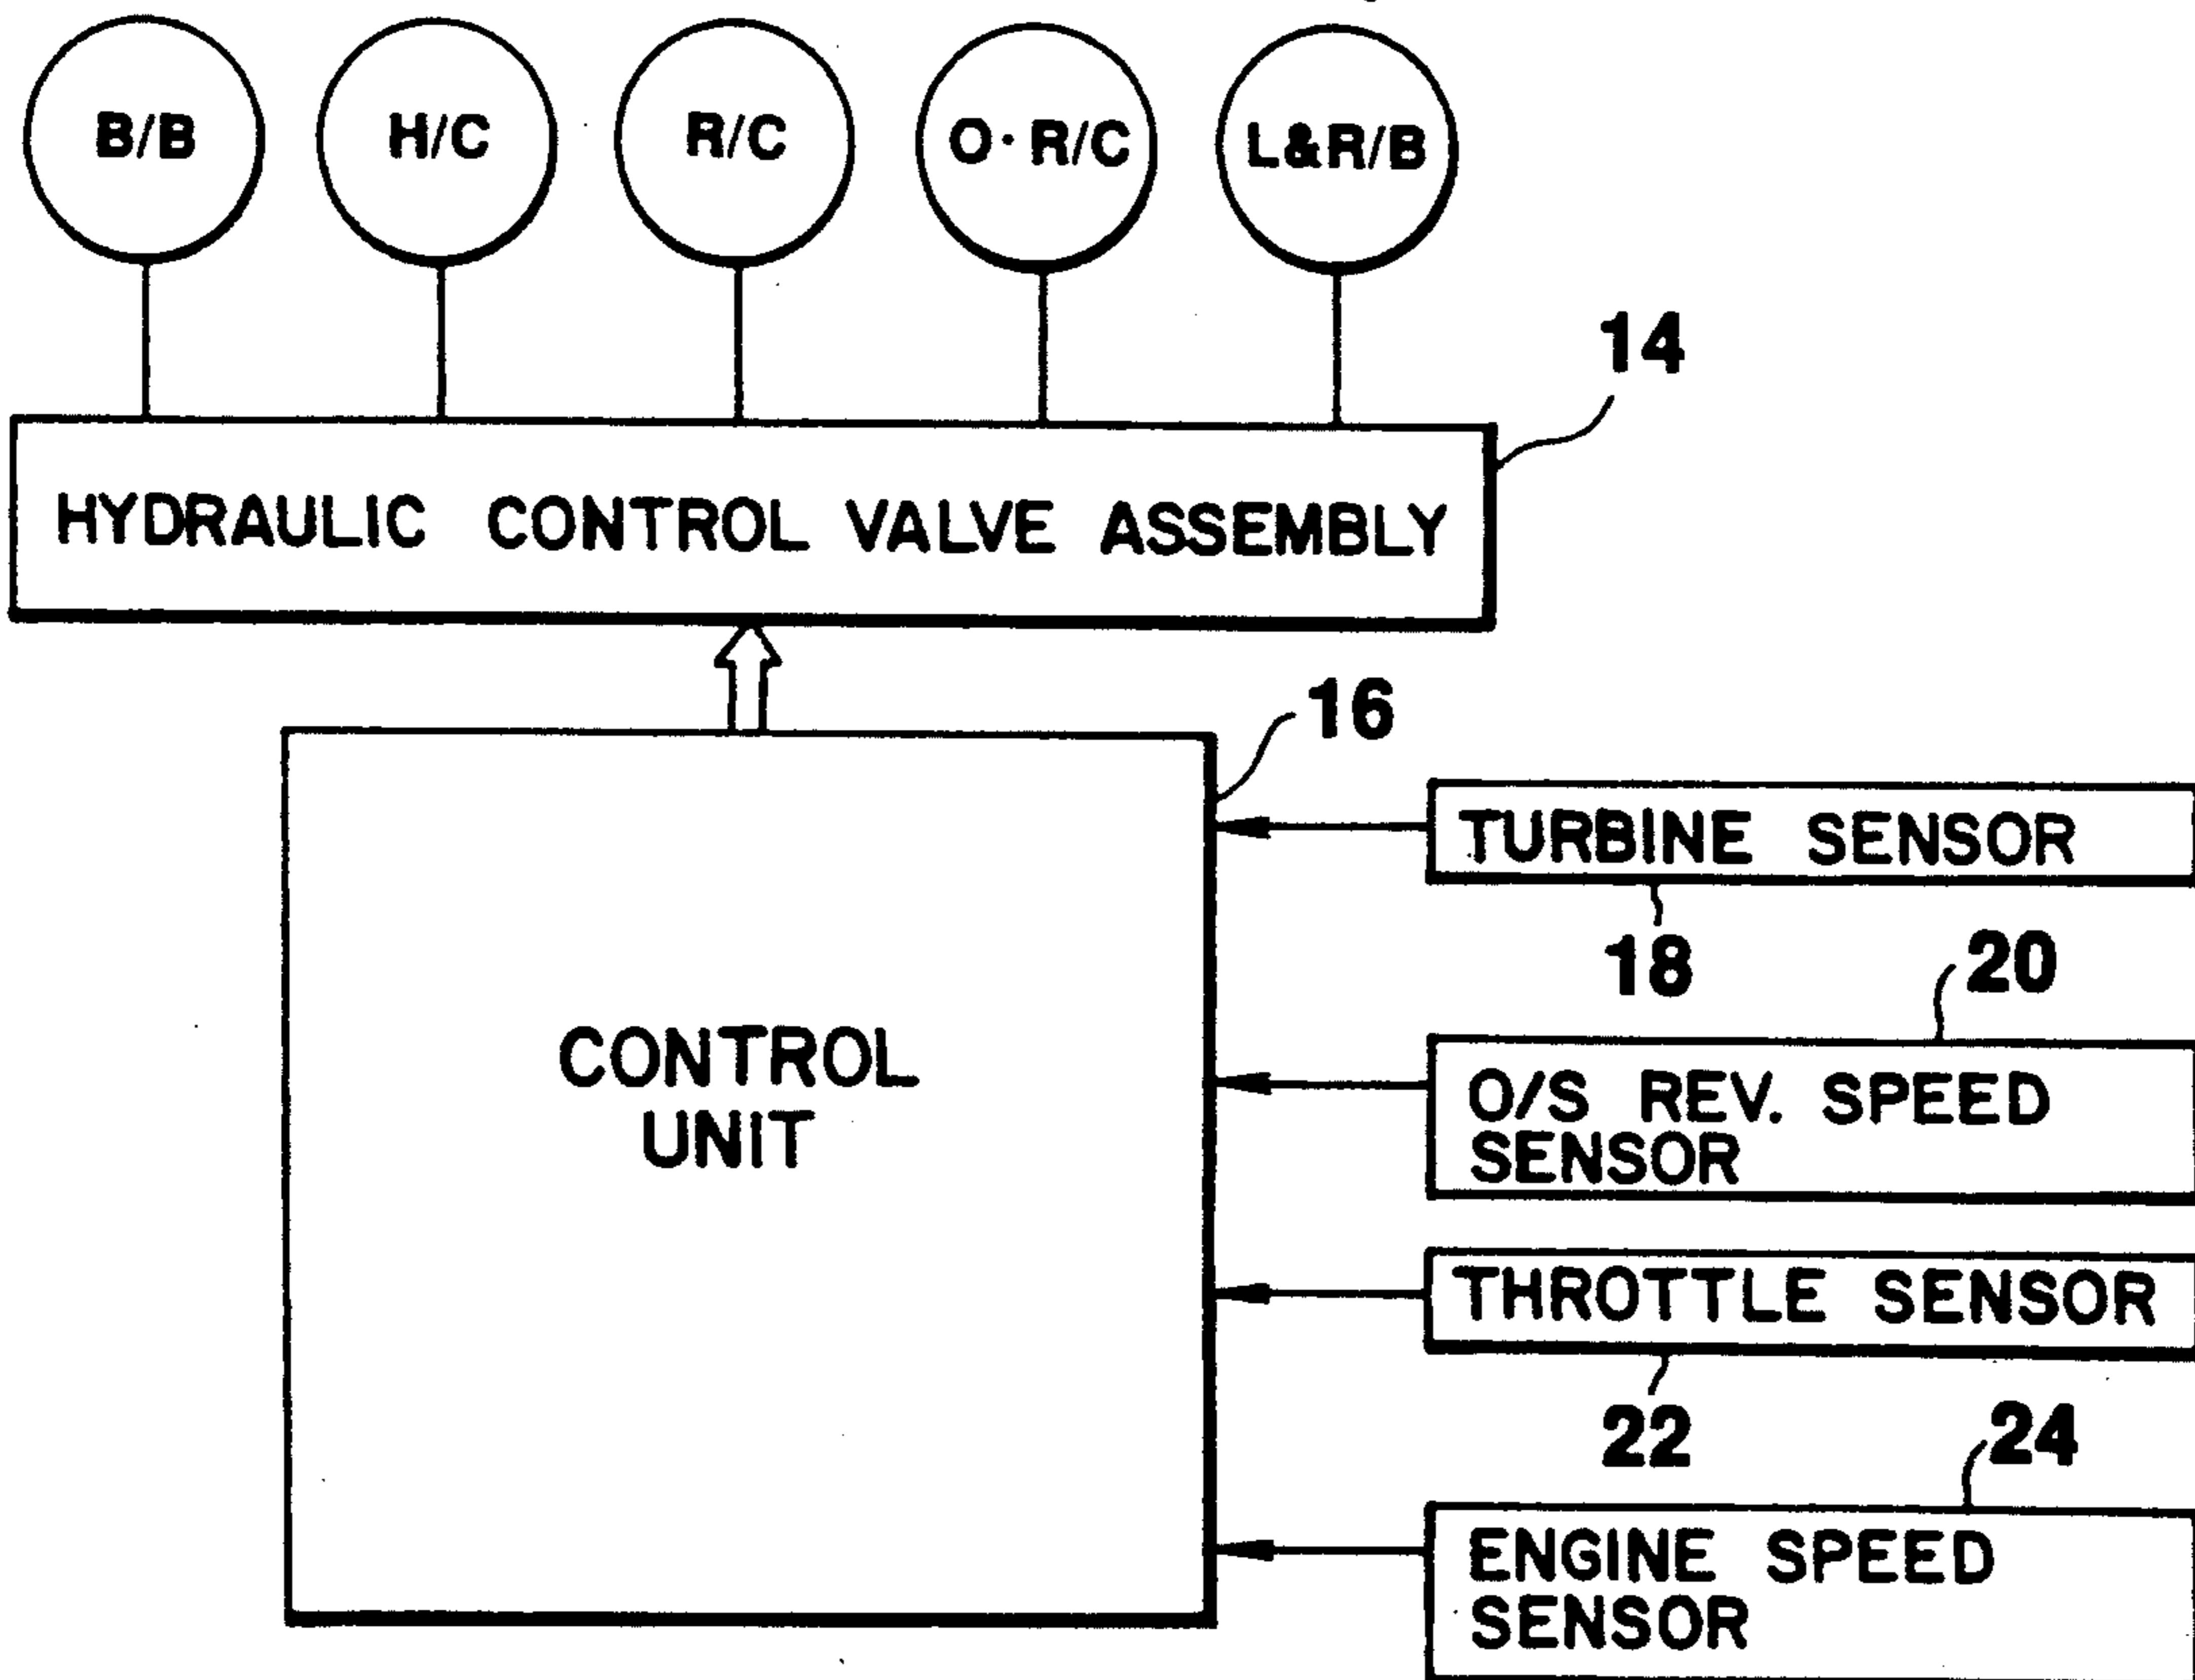 B/B
H/C
R/C
O·R/C
L&R/B
14
HYDRAULIC CONTROL VALVE ASSEMBLY
16
CONTROL
UNIT
TURBINE SENSOR
18
20
O/S REV. SPEED
SENSOR
THROTTLE SENSOR
22
24
ENGINE SPEED
SENSOR